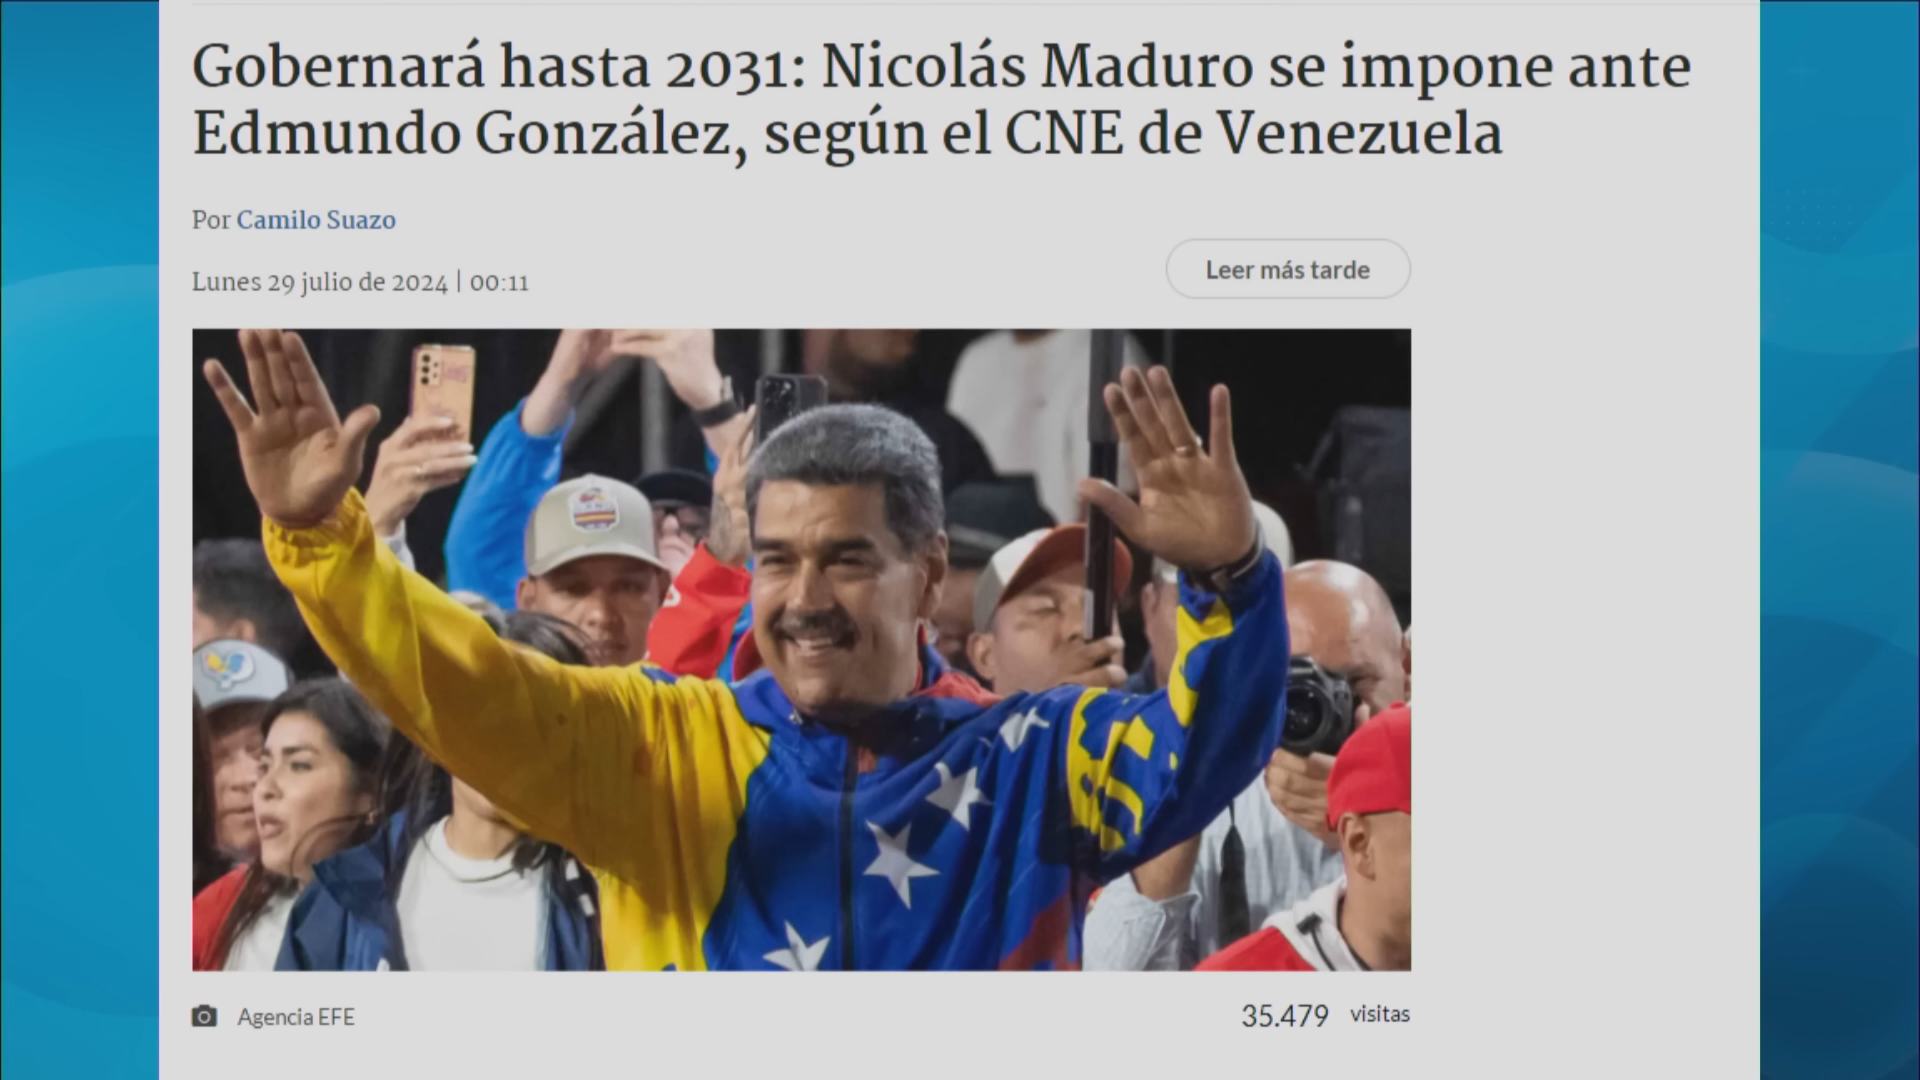 Gobernará hasta 2031: Nicolás Maduro se impone ante
Edmundo González, según el CNE de Venezuela
Por Camilo Suazo
Lunes 29 julio de 2024 | 00:11
Leer más tarde
Agencia EFE
35.479 visitas